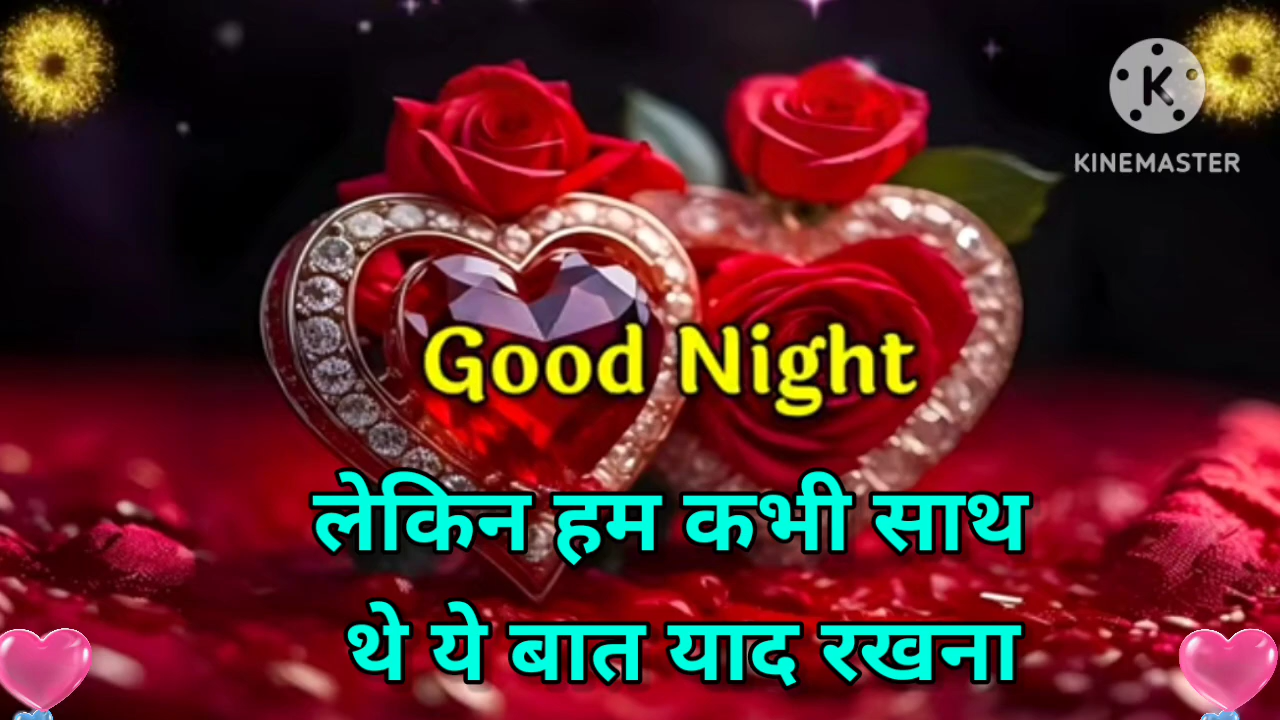 K
KINEMASTER
Good Night
लेकिन हम कभी साथ
थे ये बात याद रखना